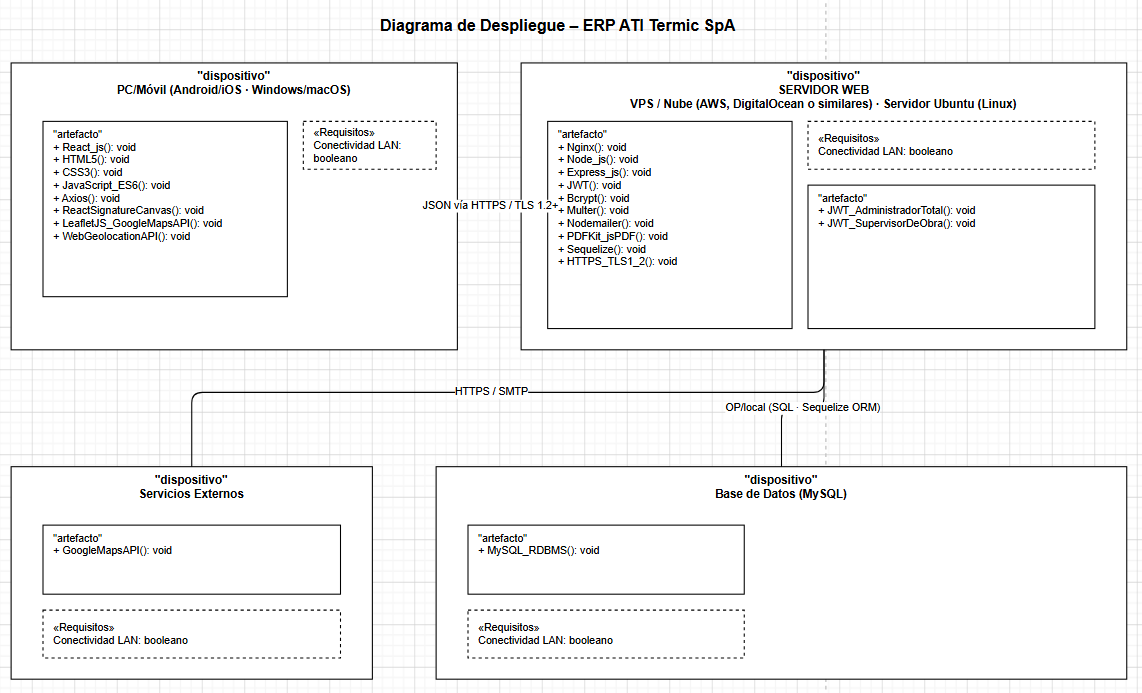 Diagrama de Despliegue – ERP ATI Termic SpA
"dispositivo"
PC/Móvil (Android/iOS · Windows/macOS)
"artefacto"
+ React_js(): void
+ HTML5(): void
+ CSS3(): void
+ JavaScript_ES6(): void
+ Axios(): void
+ ReactSignatureCanvas(): void
+ LeafletJS_GoogleMapsAPI(): void
+ WebGeolocationAPI(): void
«Requisitos»
Conectividad LAN:
booleano
JSON vía HTTPS / TLS 1.2+
"dispositivo"
SERVIDOR WEB
VPS / Nube (AWS, DigitalOcean o similares) · Servidor Ubuntu (Linux)
"artefacto"
+ Nginx(): void
+ Node_js(): void
+ Express_js(): void
+ JWT(): void
+ Bcrypt(): void
+ Multer(): void
+ Nodemailer(): void
+ PDFKit_jsPDF(): void
+ Sequelize(): void
+ HTTPS_TLS1_2(): void
«Requisitos»
Conectividad LAN: booleano
"artefacto"
+ JWT_AdministradorTotal(): void
+ JWT_SupervisorDeObra(): void
HTTPS / SMTP
OP/local (SQL · Sequelize ORM)
"dispositivo"
Servicios Externos
"artefacto"
+ GoogleMapsAPI(): void
«Requisitos»
Conectividad LAN: booleano
"dispositivo"
Base de Datos (MySQL)
"artefacto"
+ MySQL_RDBMS(): void
«Requisitos»
Conectividad LAN: booleano